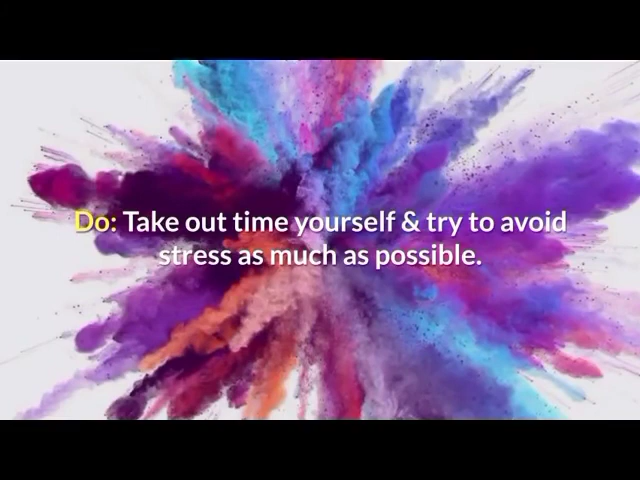 Do: Take out time yourself & try to avoid
stress as much as possible.